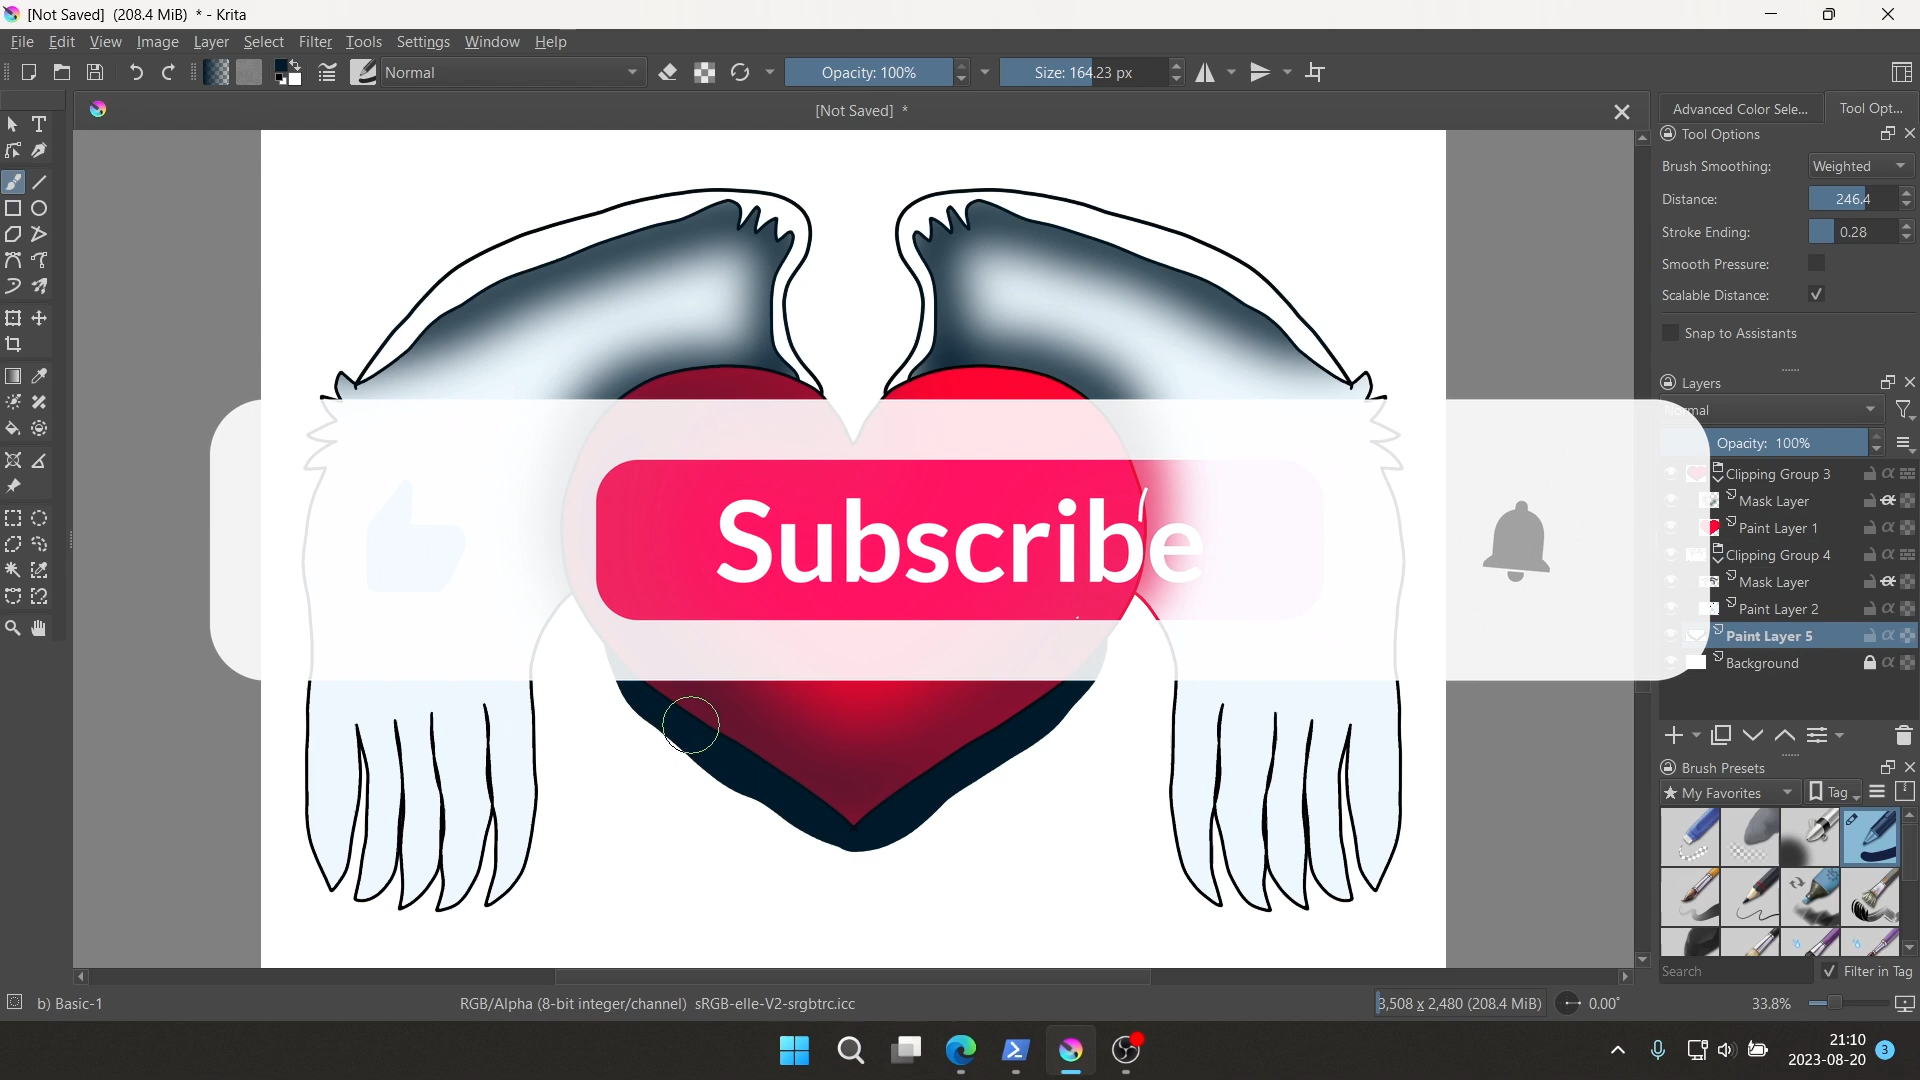 [Not Saved] (208.4 MiB) * - Krita
File Edit View Image Layer Select Filter Tools Settings Window Help
Normal
Opacity: 100%
Size: 164.23 px
[Not Saved] *
Advanced Color Sele...
Tool Opt...
Tool Options
Brush Smoothing: Weighted
Distance: 246.4
Stroke Ending: 0.28
Smooth Pressure:
Scalable Distance:
Snap to Assistants
Layers
Normal
Opacity: 100%
Clipping Group 3
Mask Layer
Paint Layer 1
Clipping Group 4
Mask Layer
Paint Layer 2
Paint Layer 5
Background
Subscribe
Brush Presets
My Favorites
Tag
Search
Filter in Tag
b) Basic-1
RGB/Alpha (8-bit integer/channel) sRGB-elle-V2-srgbtrc.icc
3,508 x 2,480 (208.4 MiB)
0.00°
33.8%
21:10
2023-08-20
3